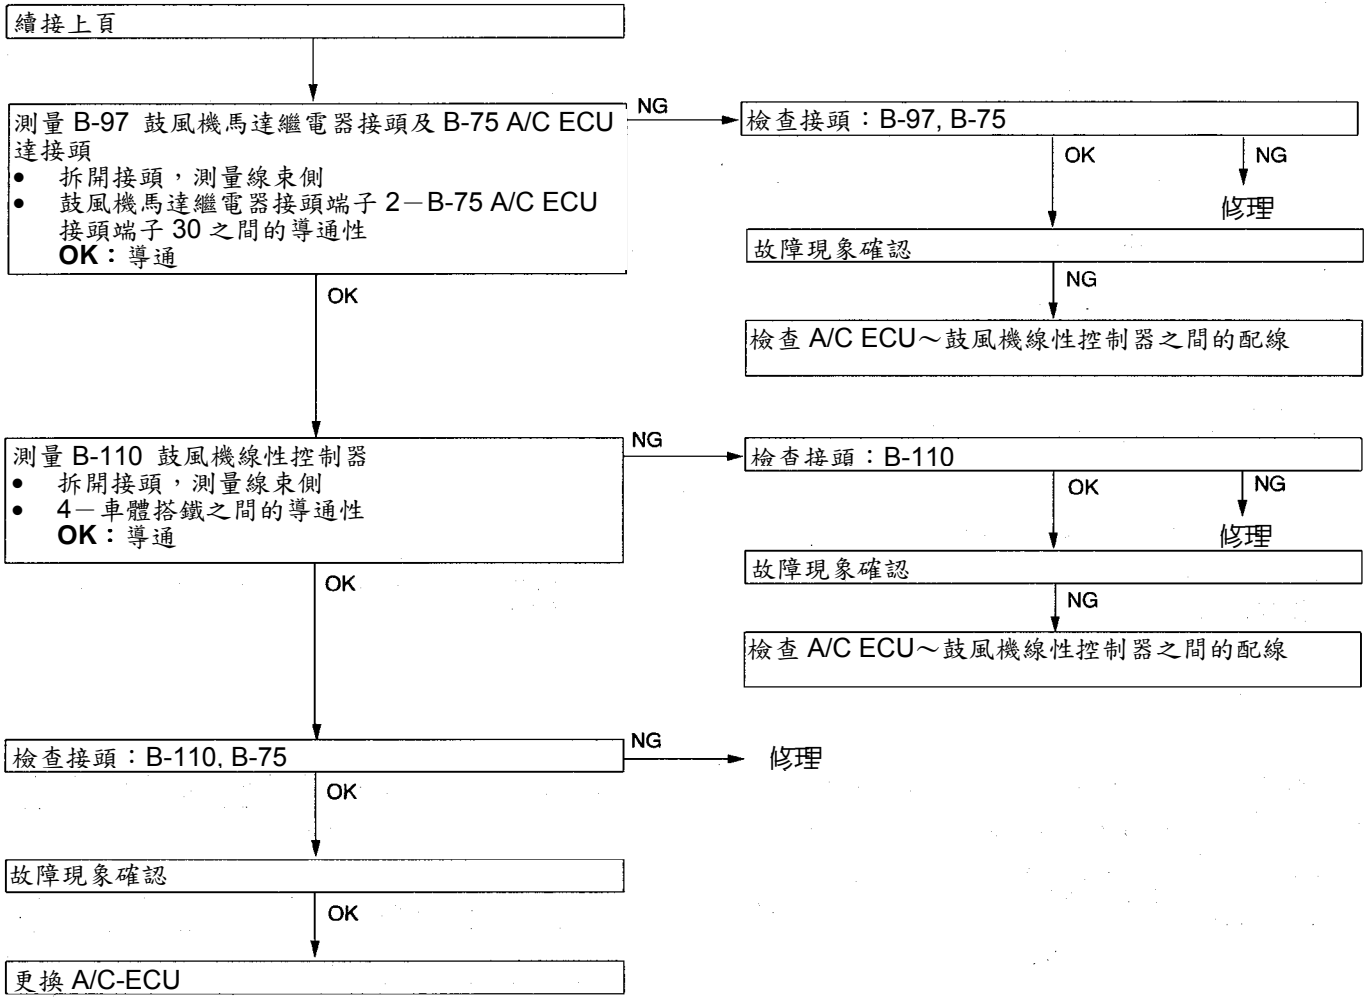 續接上頁
測量 B-97 鼓風機馬達繼電器接頭及 B-75 A/C ECU
達接頭
• 拆開接頭，測量線束側
• 鼓風機馬達繼電器接頭端子 2－B-75 A/C ECU
接頭端子 30 之間的導通性
OK：導通
NG
檢查接頭：B-97, B-75
OK
NG
修理
故障現象確認
NG
檢查 A/C ECU～鼓風機線性控制器之間的配線
OK
測量 B-110 鼓風機線性控制器
• 拆開接頭，測量線束側
• 4－車體搭鐵之間的導通性
OK：導通
NG
檢查接頭：B-110
OK
NG
修理
故障現象確認
NG
檢查 A/C ECU～鼓風機線性控制器之間的配線
OK
檢查接頭：B-110, B-75
NG
修理
OK
故障現象確認
OK
更換 A/C-ECU